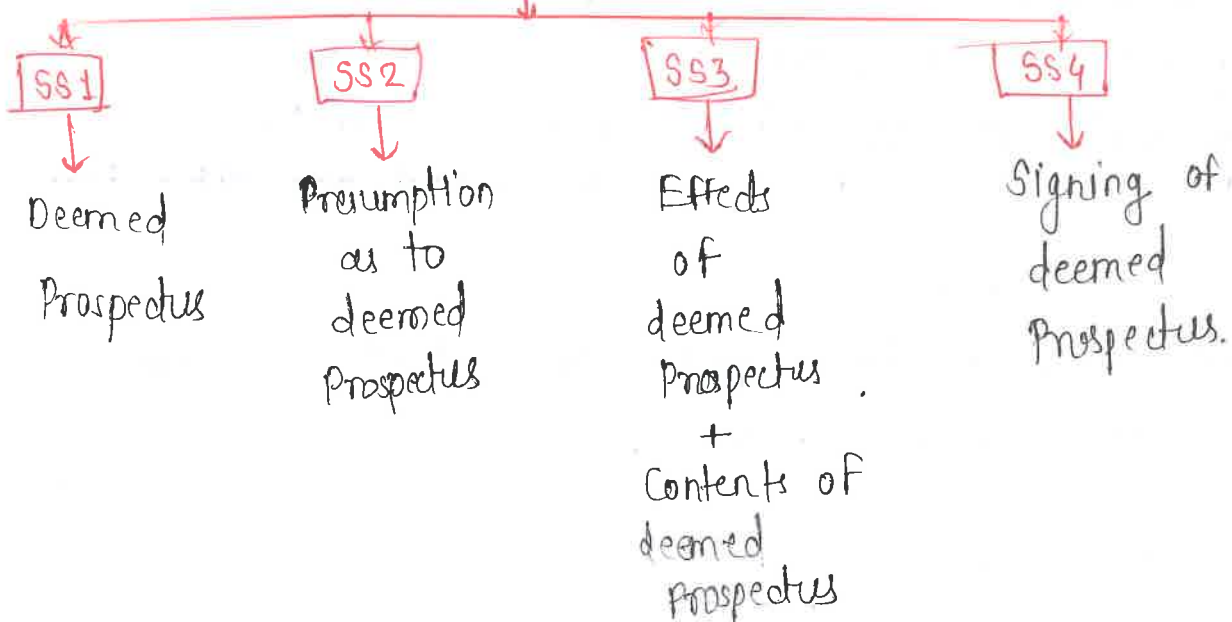 SS1
SS2
SS3
SS4
Deemed
Prospectus
Presumption
as to
deemed
Prospectus
Effects
of
deemed
Prospectus.
+
Contents of
deemed
prospectus
Signing of
deemed
Prospectus.